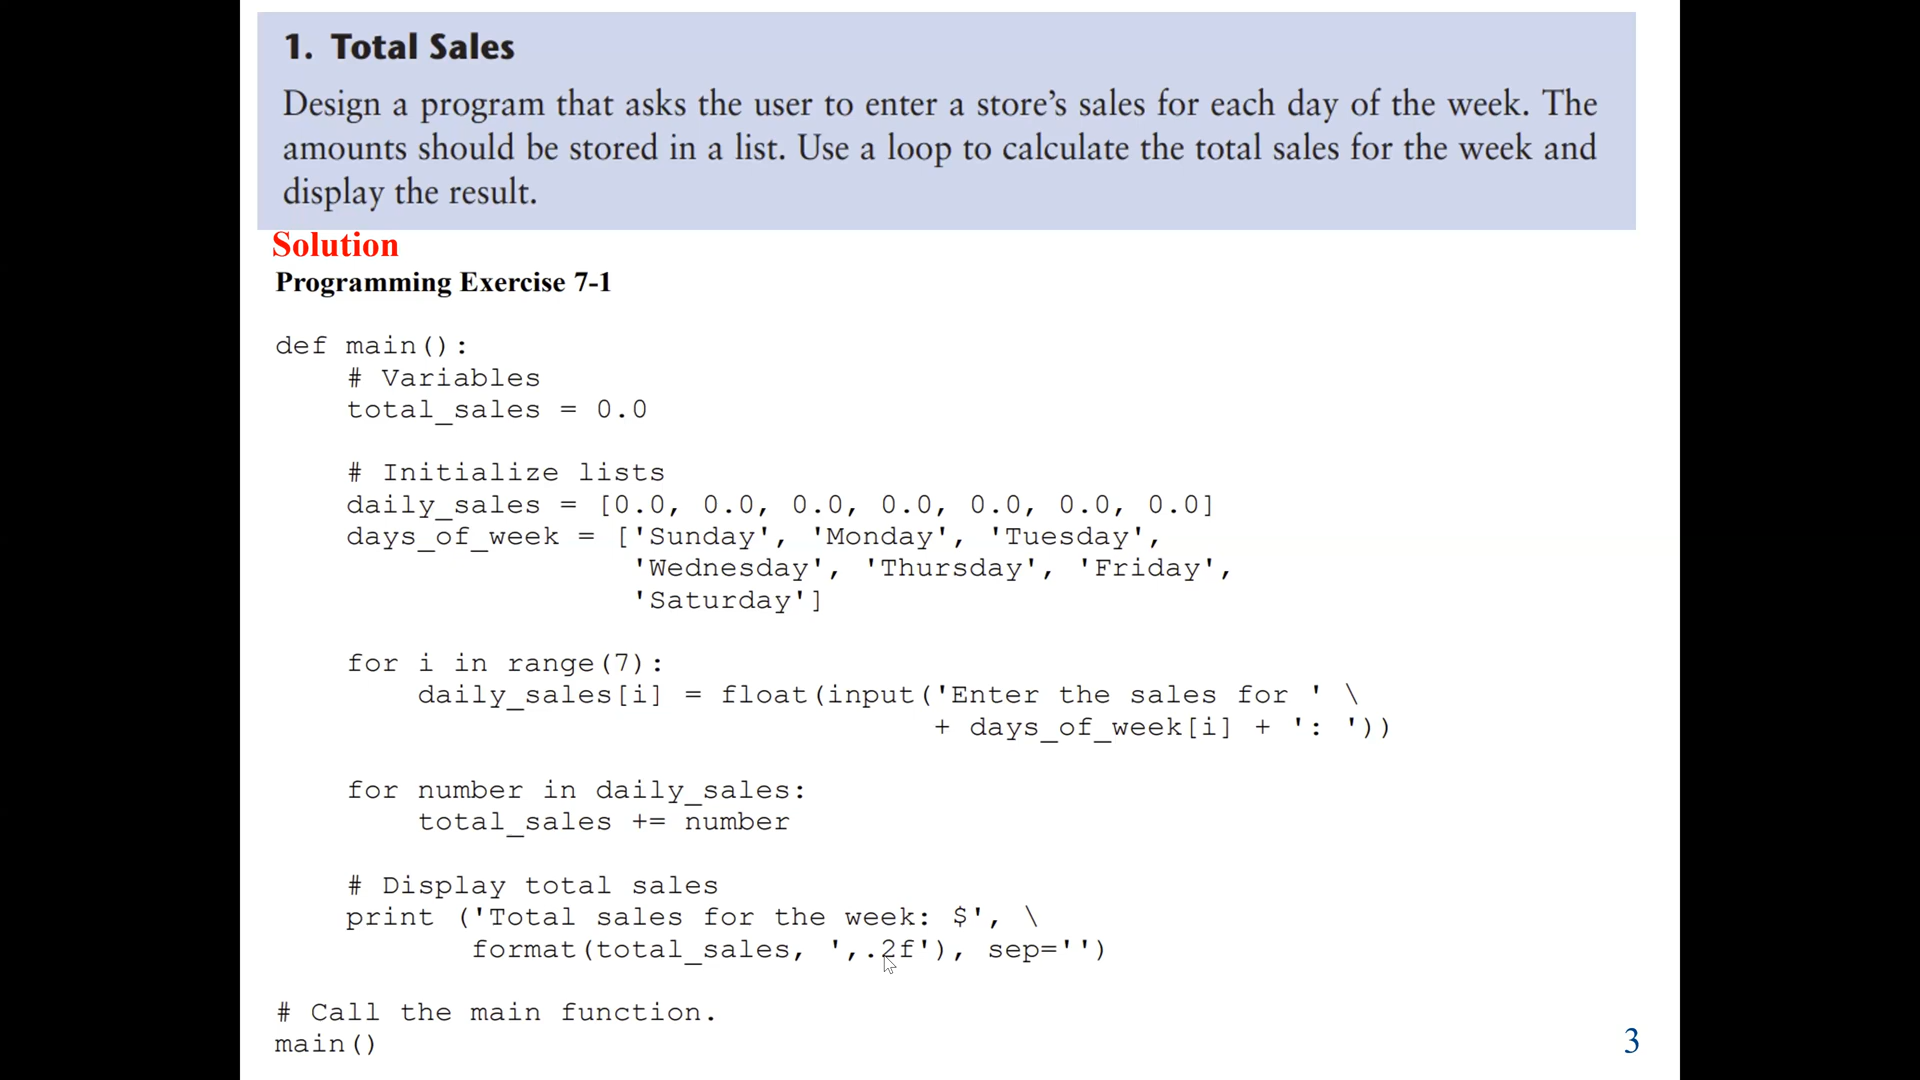 1. Total Sales
Design a program that asks the user to enter a store’s sales for each day of the week. The
amounts should be stored in a list. Use a loop to calculate the total sales for the week and
display the result.
Solution
Programming Exercise 7-1
def main():
    # Variables
    total_sales = 0.0
    # Initialize lists
    daily_sales = [0.0, 0.0, 0.0, 0.0, 0.0, 0.0, 0.0]
    days_of_week = ['Sunday', 'Monday', 'Tuesday',
                    'Wednesday', 'Thursday', 'Friday',
                    'Saturday']
    for i in range(7):
        daily_sales[i] = float(input('Enter the sales for ' \
                                     + days_of_week[i] + ': '))
    for number in daily_sales:
        total_sales += number
    # Display total sales
    print ('Total sales for the week: $', \
           format(total_sales, ',.2f'), sep='')
# Call the main function.
main()
3